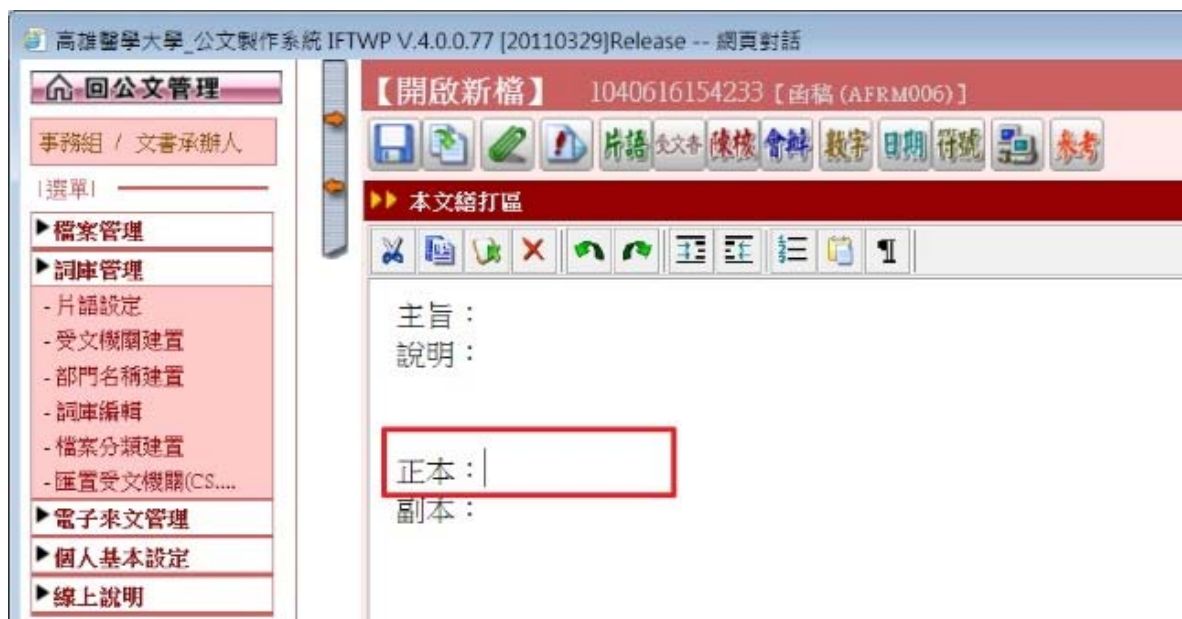 高雄醫學大學_公文製作系統 IFTWP V.4.0.0.77 [20110329]Release -- 網頁對話
回公文管理
事務組 / 文書承辦人
|選單|
檔案管理
詞庫管理
- 片語設定
- 受文機關建置
- 部門名稱建置
- 詞庫編輯
- 檔案分類建置
- 匯置受文機關(CS....
電子來文管理
個人基本設定
線上說明
【開啟新檔】 1040616154233 [函稿(AFRM006)]
片語 受文者 陳核 會辦 數字 日期 符號 參考
本文繕打區
主旨：
說明：
正本：
副本：